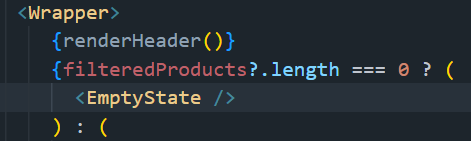 <Wrapper>
{renderHeader()}
{filteredProducts?.length === 0 ? (
<EmptyState />
) : (